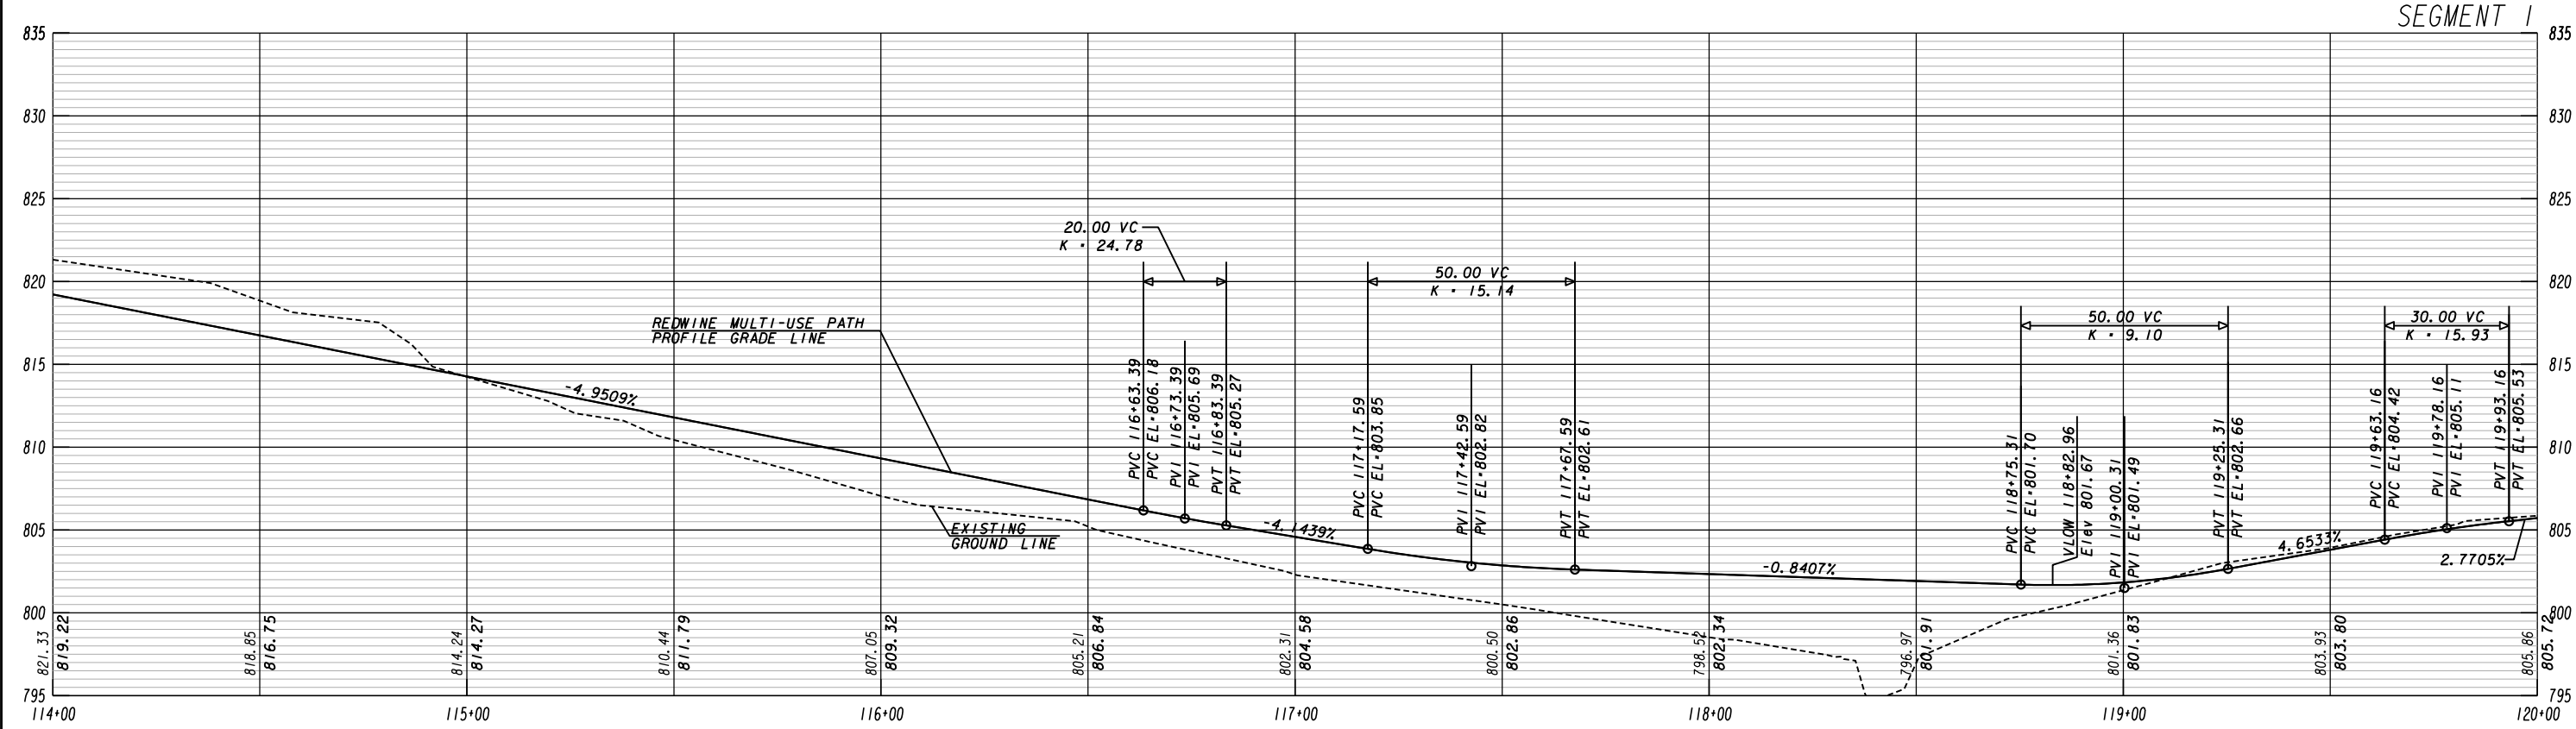 SEGMENT 1
835
835
830
830
825
825
820
820
815
815
810
810
805
805
800
800
795
795
20.00 VC
K = 24.78
50.00 VC
K = 15.14
50.00 VC
K = 9.10
30.00 VC
K = 15.93
REDWINE MULTI-USE PATH
PROFILE GRADE LINE
EXISTING
GROUND LINE
-4.9509%
-4.1439%
-0.8407%
4.6533%
2.7705%
PVC 116+63.39
PVC EL=806.18
PVI 116+73.39
PVI EL=805.69
PVT 116+83.39
PVT EL=805.27
PVC 117+17.59
PVC EL=803.85
PVI 117+42.59
PVI EL=802.82
PVT 117+67.59
PVT EL=802.61
PVC 118+75.31
PVC EL=801.70
VLOW 118+82.96
Elev 801.67
PVI 119+00.31
PVI EL=801.49
PVT 119+25.31
PVT EL=802.66
PVC 119+63.16
PVC EL=804.42
PVI 119+78.16
PVI EL=805.11
PVT 119+93.16
PVT EL=805.53
821.33
819.22
818.85
816.75
814.24
814.27
810.44
811.79
807.05
809.32
805.21
806.84
802.31
804.58
800.50
802.86
798.52
802.34
796.97
801.91
801.36
801.83
803.93
803.80
805.86
805.72
114+00
115+00
116+00
117+00
118+00
119+00
120+00